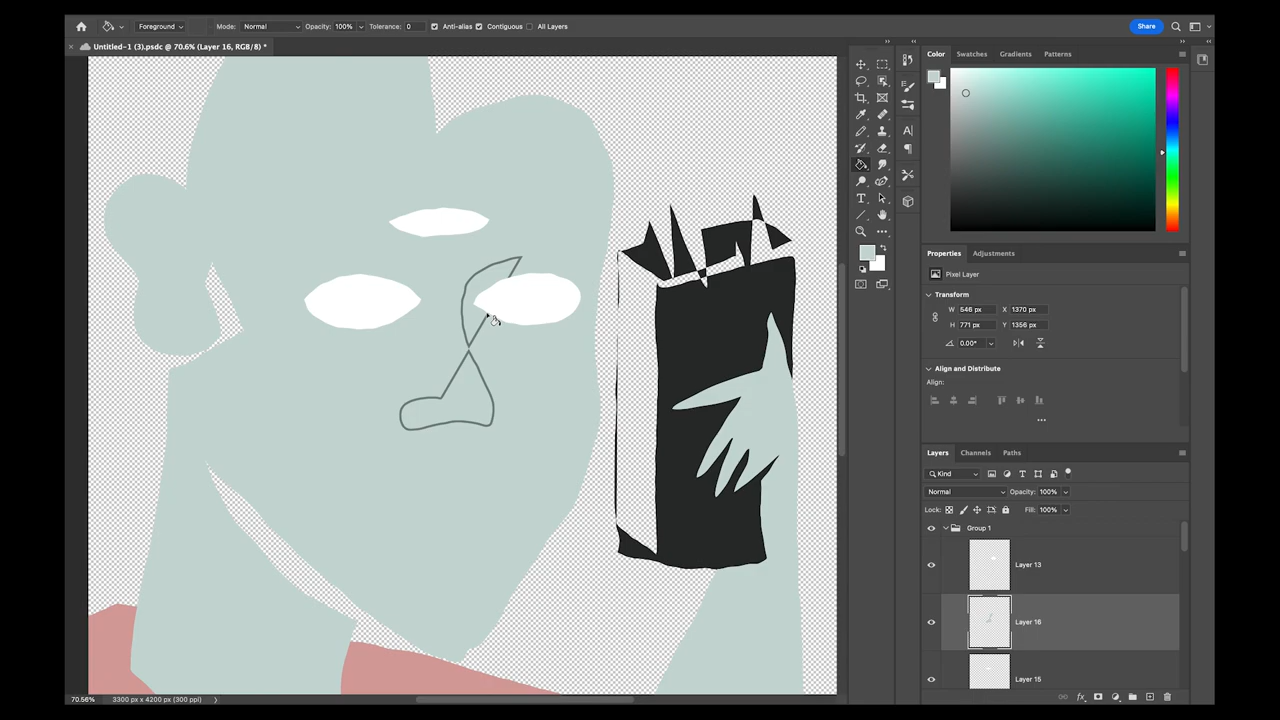 Foreground Mode: Normal Opacity: 100% Tolerance: 0 Anti-alias Contiguous All Layers Share
× Untitled-1 (3).psdc @ 70.6% (Layer 16, RGB/8) *
Color Swatches Gradients Patterns
Properties Adjustments
Pixel Layer
Transform
W 546 px X 1370 px
H 771 px Y 1356 px
0.00°
Align and Distribute
Align:
Layers Channels Paths
Kind
Normal Opacity: 100%
Lock: Fill: 100%
Group 1
Layer 13
Layer 16
Layer 15
70.56% 3300 px x 4200 px (300 ppi)
fx